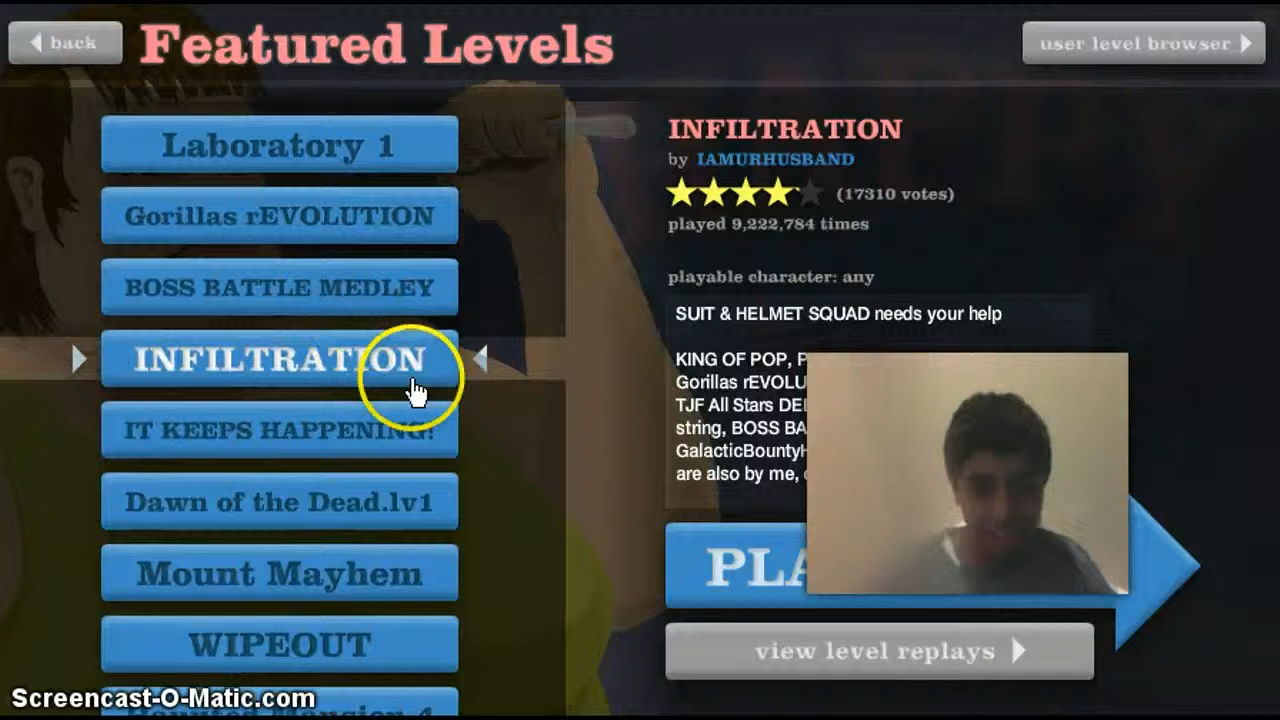 back
Featured Levels
user level browser
Laboratory 1
Gorillas rEVOLUTION
BOSS BATTLE MEDLEY
INFILTRATION
IT KEEPS HAPPENING!
Dawn of the Dead.lv1
Mount Mayhem
WIPEOUT
INFILTRATION
by IAMURHUSBAND
(17310 votes)
played 9,222,784 times
playable character: any
SUIT & HELMET SQUAD needs your help
KING OF POP, P
Gorillas rEVOLU
TJF All Stars DE
string, BOSS BA
GalacticBounty
are also by me,
PLA
view level replays
Screencast-O-Matic.com